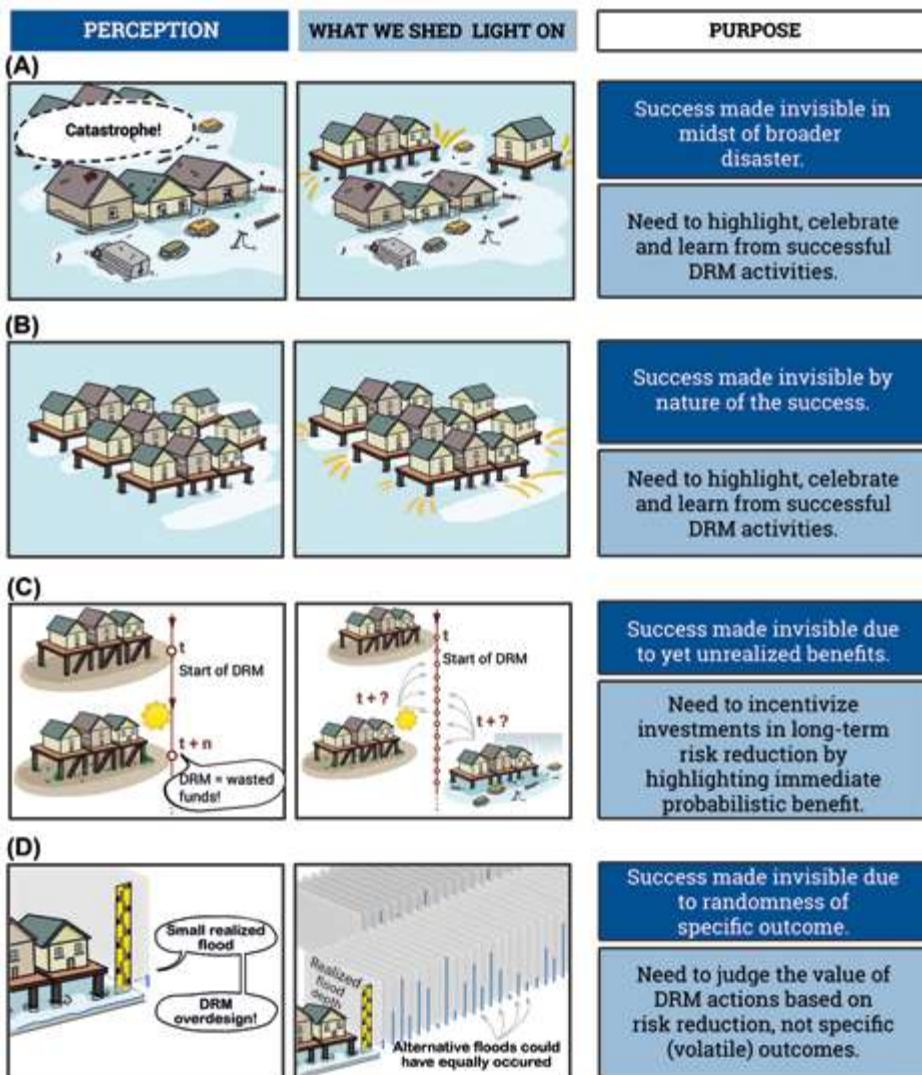 PERCEPTION
WHAT WE SHED LIGHT ON
PURPOSE
(A)
Catastrophe!
Success made invisible in
midst of broader
disaster.
Need to highlight, celebrate
and learn from successful
DRM activities.
(B)
Success made invisible by
nature of the success.
Need to highlight, celebrate
and learn from successful
DRM activities.
(C)
t
Start of DRM
t + n
DRM = wasted
funds!
t
Start of DRM
t + ?
t + ?
Success made invisible due
to yet unrealized benefits.
Need to incentivize
investments in long-term
risk reduction by
highlighting immediate
probabilistic benefit.
(D)
Small realized
flood
DRM
overdesign!
Realized
flood
depth
Alternative floods could
have equally occurred
Success made invisible due
to randomness of
specific outcome.
Need to judge the value of
DRM actions based on
risk reduction, not specific
(volatile) outcomes.